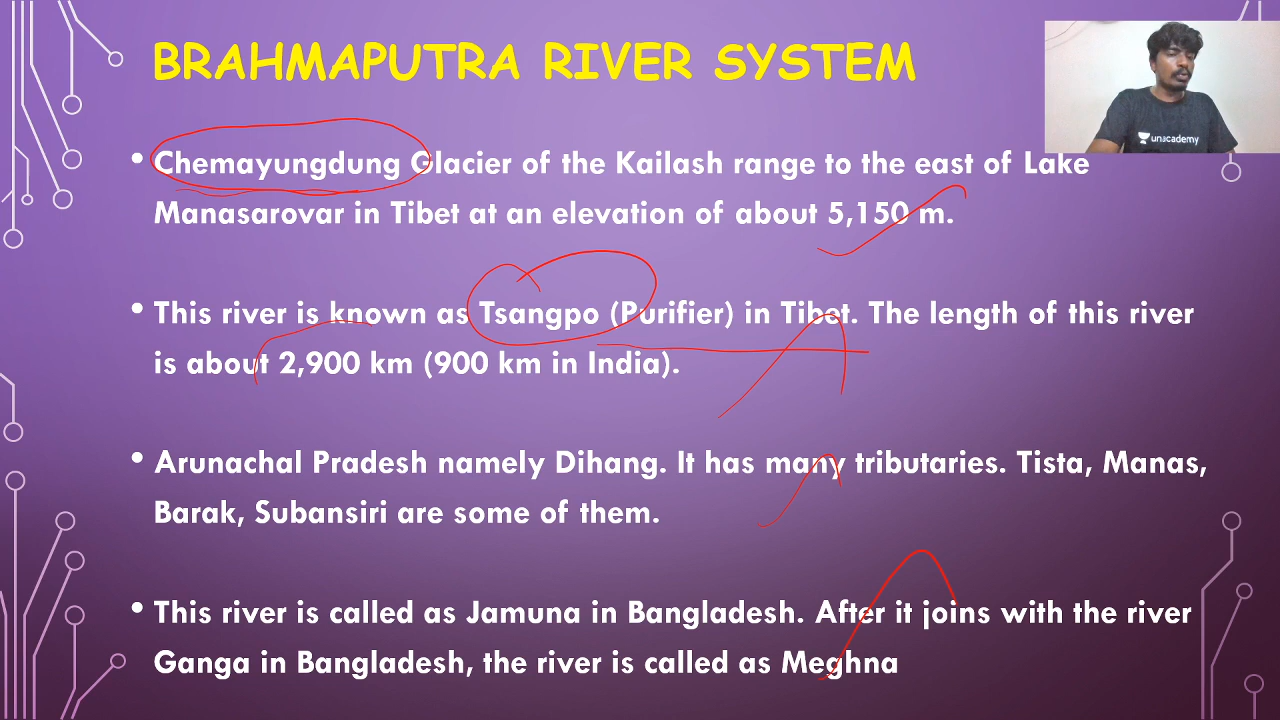 BRAHMAPUTRA RIVER SYSTEM
unacademy
• Chemayungdung Glacier of the Kailash range to the east of Lake
Manasarovar in Tibet at an elevation of about 5,150 m.
• This river is known as Tsangpo (Purifier) in Tibet. The length of this river
is about 2,900 km (900 km in India).
• Arunachal Pradesh namely Dihang. It has many tributaries. Tista, Manas,
Barak, Subansiri are some of them.
• This river is called as Jamuna in Bangladesh. After it joins with the river
Ganga in Bangladesh, the river is called as Meghna